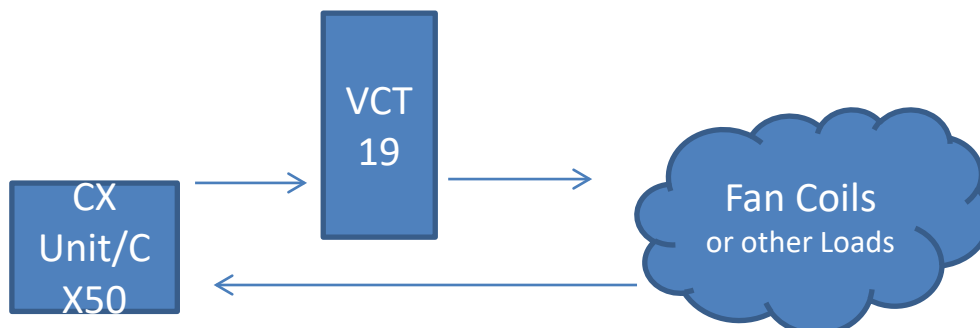 VCT
19
CX
Unit/C
X50
Fan Coils
or other Loads